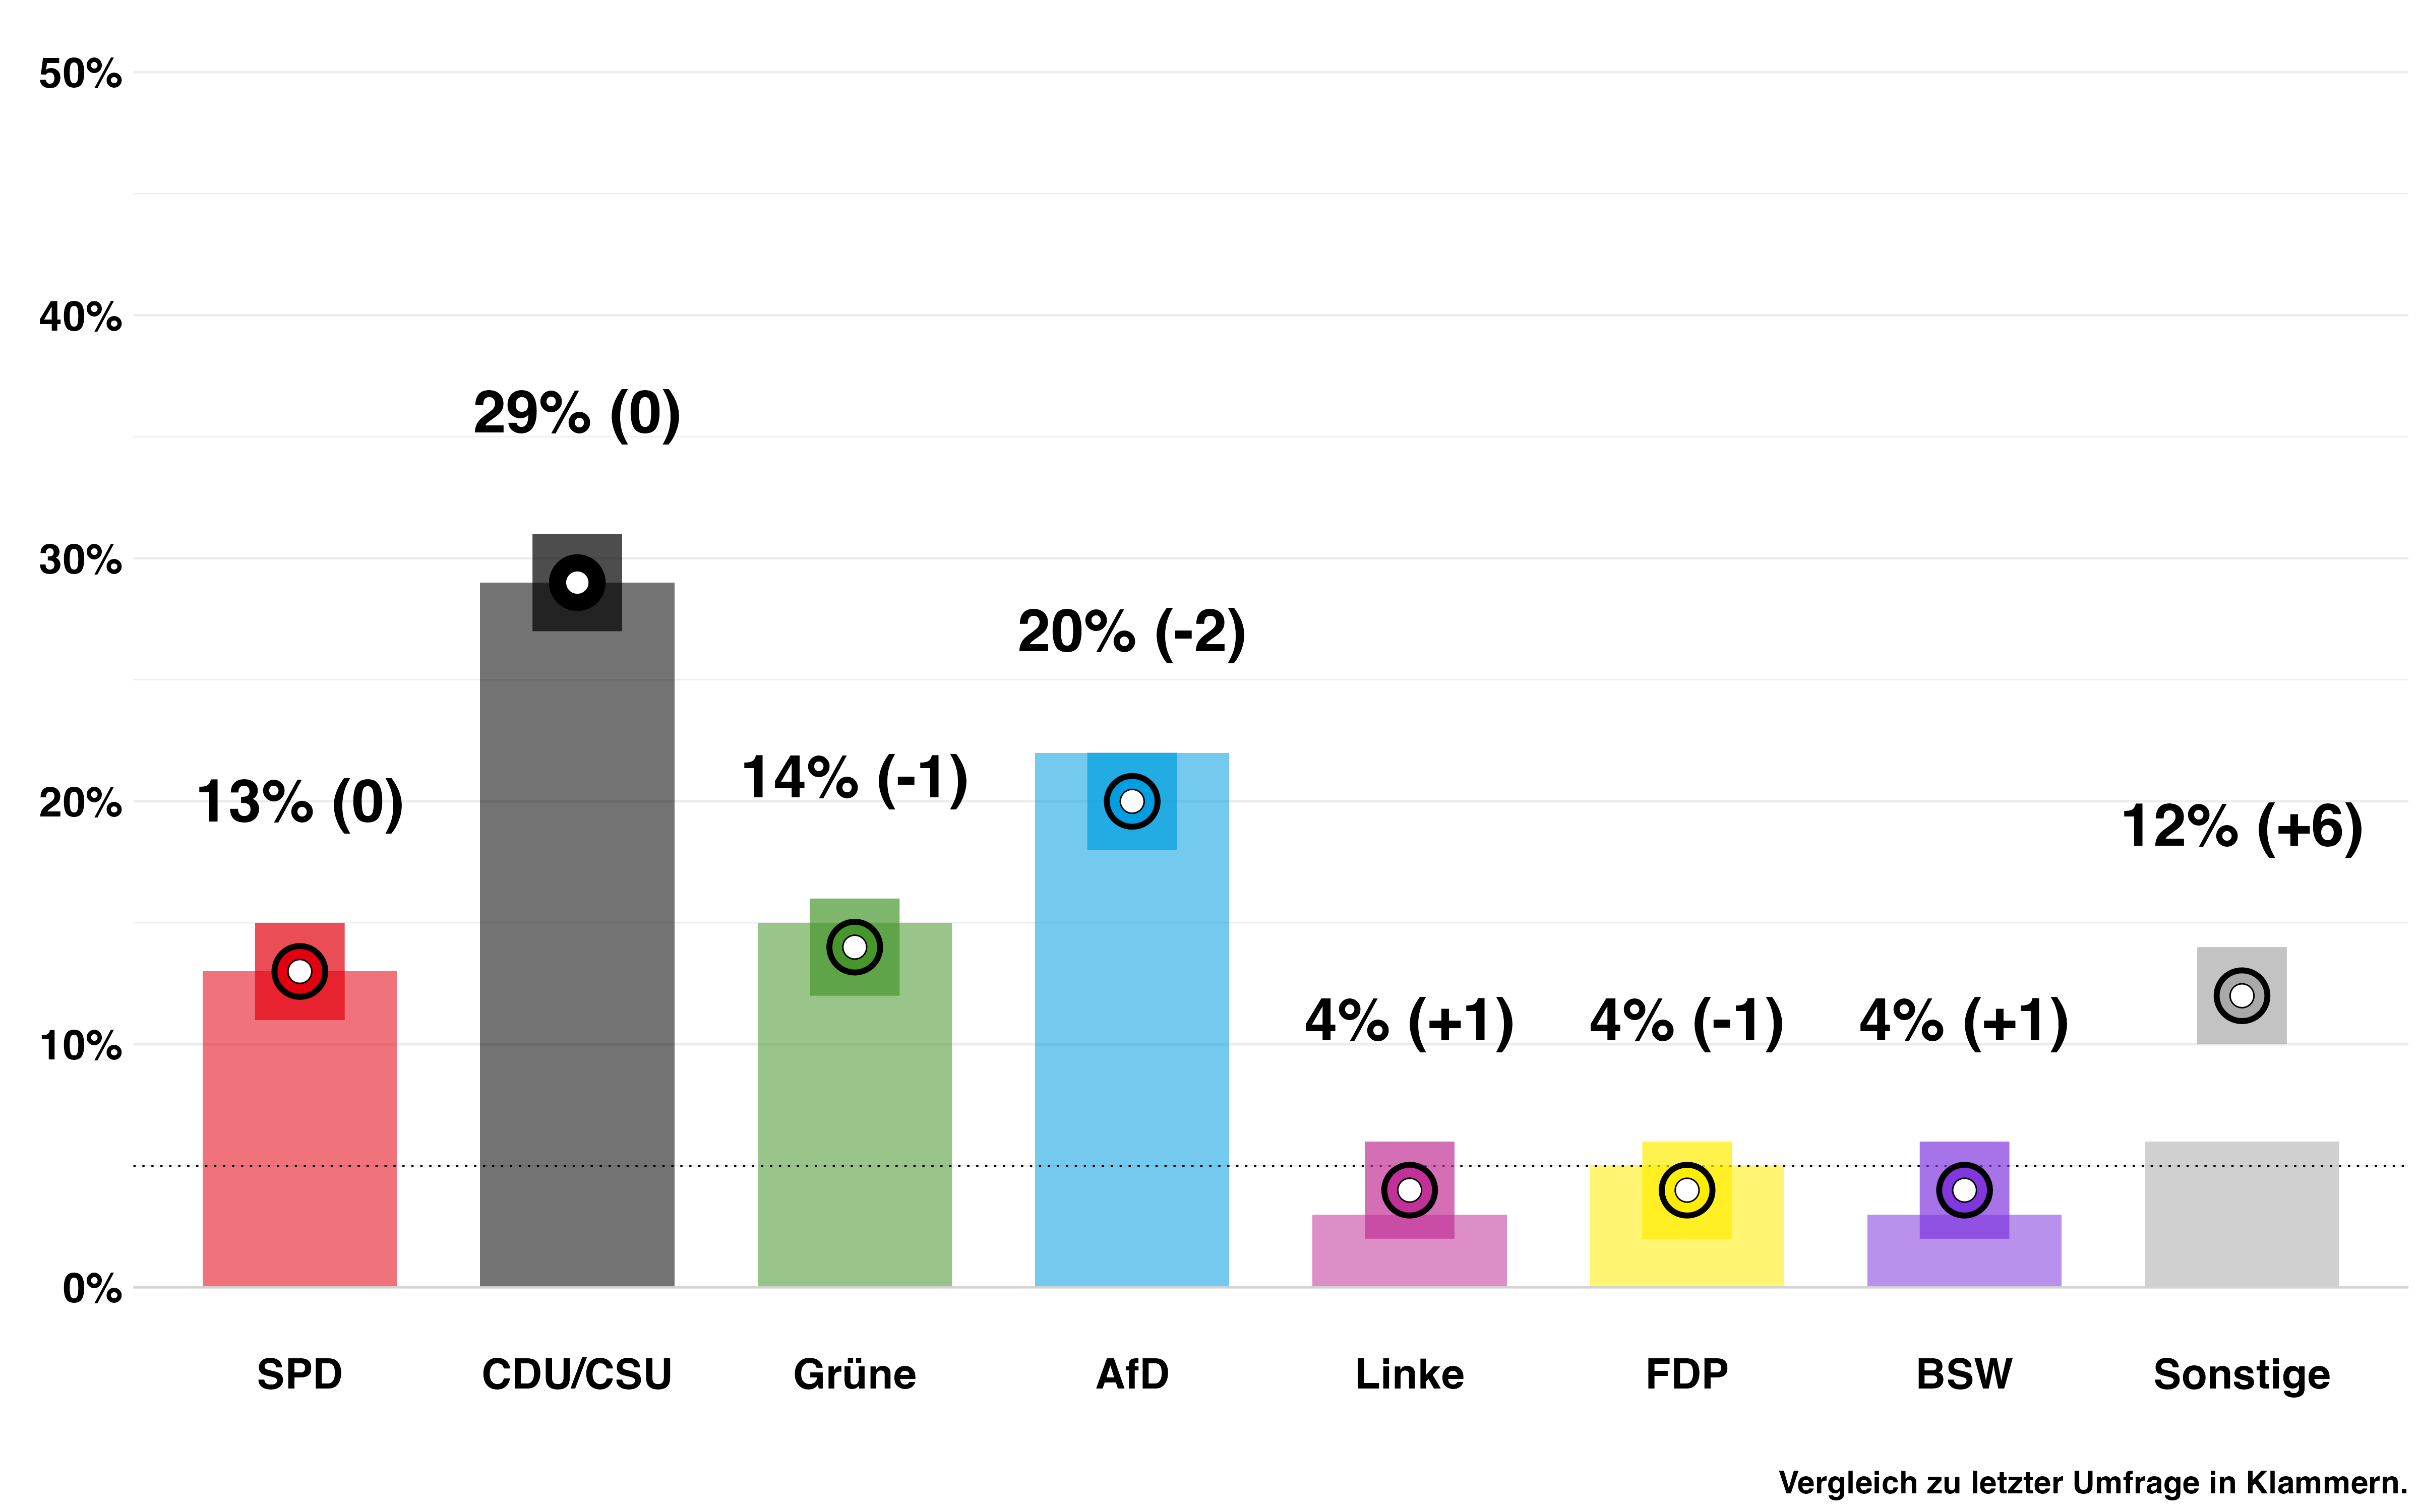 50%
40%
30%
20%
10%
0%
13% (0)
29% (0)
14% (-1)
20% (-2)
4% (+1)
4% (-1)
4% (+1)
12% (+6)
SPD
CDU/CSU
Grüne
AfD
Linke
FDP
BSW
Sonstige
Vergleich zu letzter Umfrage in Klammern.